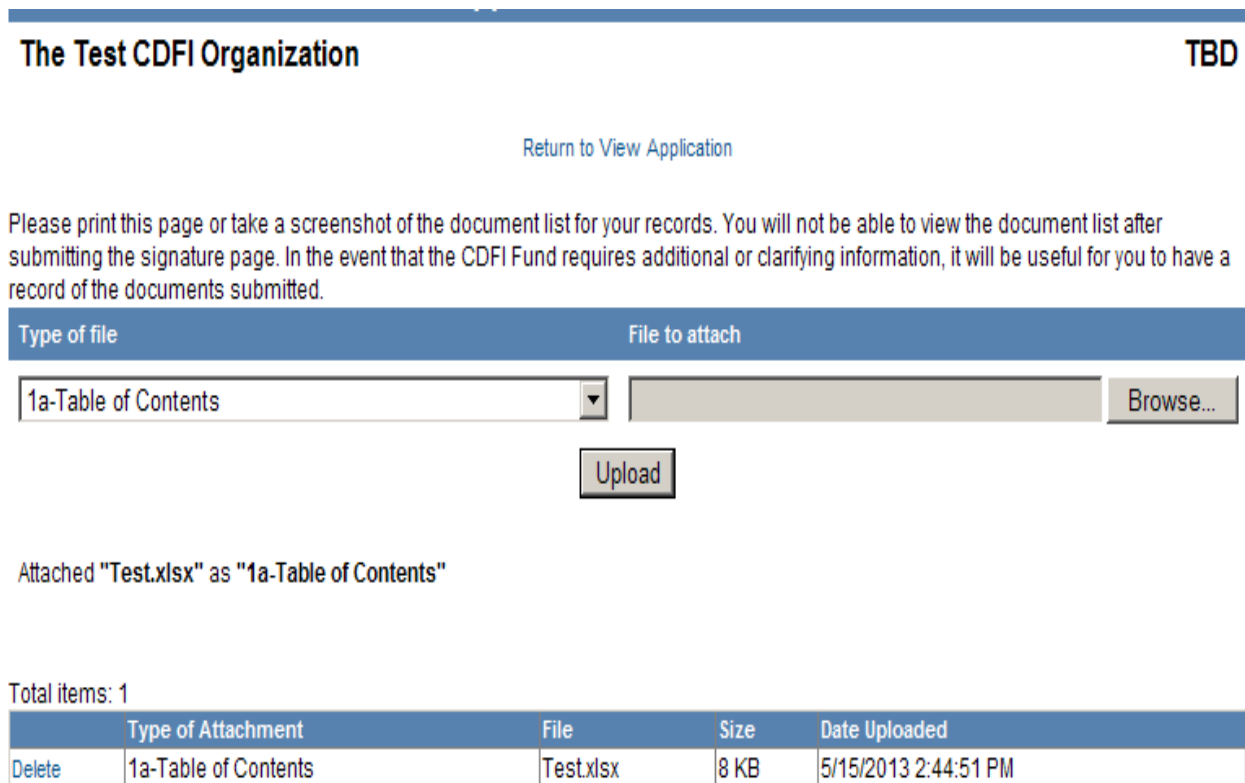 The Test CDFI Organization TBD
Return to View Application
Please print this page or take a screenshot of the document list for your records. You will not be able to view the document list after
submitting the signature page. In the event that the CDFI Fund requires additional or clarifying information, it will be useful for you to have a
record of the documents submitted.
Type of file File to attach
1a-Table of Contents Browse...
Upload
Attached "Test.xlsx" as "1a-Table of Contents"
Total items: 1
Type of Attachment File Size Date Uploaded
Delete 1a-Table of Contents Test.xlsx 8 KB 5/15/2013 2:44:51 PM